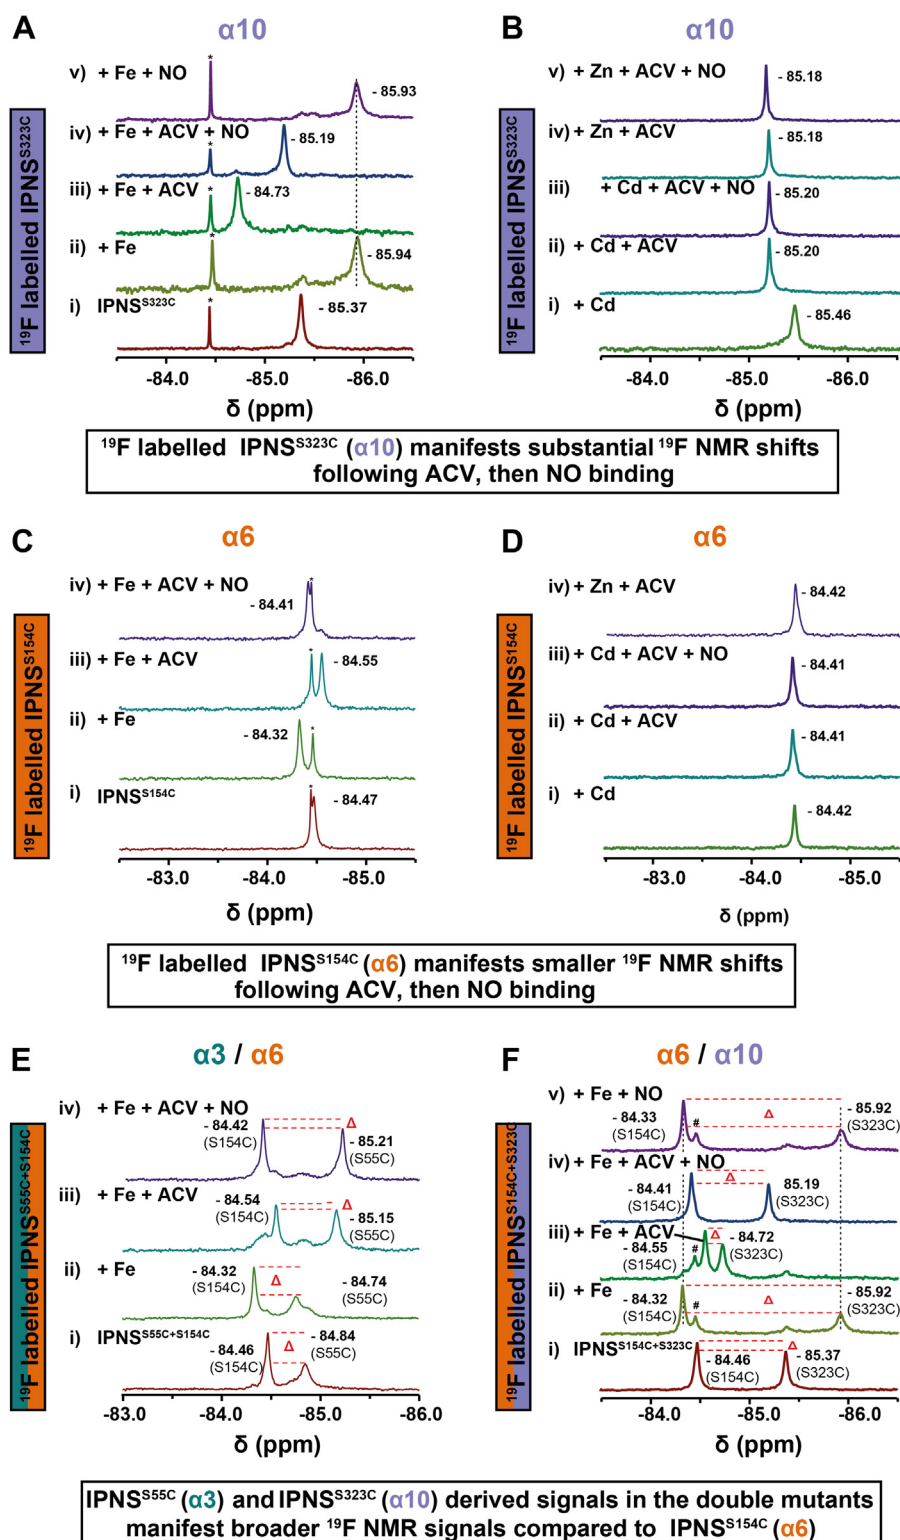 A
α10
¹⁹F labelled IPNS^S323C
v) + Fe + NO
*
- 85.93
iv) + Fe + ACV + NO
*
- 85.19
iii) + Fe + ACV
*
- 84.73
ii) + Fe
*
- 85.94
i) IPNS^S323C
*
- 85.37
-84.0 -85.0 -86.0
δ (ppm)
B
α10
¹⁹F labelled IPNS^S323C
v) + Zn + ACV + NO
- 85.18
iv) + Zn + ACV
- 85.18
iii) + Cd + ACV + NO
- 85.20
ii) + Cd + ACV
- 85.20
i) + Cd
- 85.46
-84.0 -85.0 -86.0
δ (ppm)
¹⁹F labelled IPNS^S323C (α10) manifests substantial ¹⁹F NMR shifts
following ACV, then NO binding
C
α6
¹⁹F labelled IPNS^S154C
iv) + Fe + ACV + NO
*
- 84.41
iii) + Fe + ACV
*
- 84.55
ii) + Fe
*
- 84.32
i) IPNS^S154C
*
- 84.47
-83.0 -84.0 -85.0
δ (ppm)
D
α6
¹⁹F labelled IPNS^S154C
iv) + Zn + ACV
- 84.42
iii) + Cd + ACV + NO
- 84.41
ii) + Cd + ACV
- 84.41
i) + Cd
- 84.42
-83.0 -84.0 -85.0
δ (ppm)
¹⁹F labelled IPNS^S154C (α6) manifests smaller ¹⁹F NMR shifts
following ACV, then NO binding
E
α3 / α6
¹⁹F labelled IPNS^S55C+S154C
iv) + Fe + ACV + NO
- 84.42
(S154C)
Δ
- 85.21
(S55C)
iii) + Fe + ACV
- 84.54
(S154C)
Δ
- 85.15
(S55C)
ii) + Fe
- 84.32
(S154C)
Δ
- 84.74
(S55C)
i) IPNS^S55C+S154C
- 84.46
(S154C)
Δ
- 84.84
(S55C)
-83.0 -84.0 -85.0 -86.0
δ (ppm)
F
α6 / α10
¹⁹F labelled IPNS^S154C+S323C
v) + Fe + NO
- 84.33
(S154C)
#
Δ
- 85.92
(S323C)
iv) + Fe + ACV + NO
- 84.41
(S154C)
Δ
85.19
(S323C)
iii) + Fe + ACV
- 84.55
(S154C)
#
Δ
- 84.72
(S323C)
ii) + Fe
- 84.32
(S154C)
#
Δ
- 85.92
(S323C)
i) IPNS^S154C+S323C
- 84.46
(S154C)
Δ
- 85.37
(S323C)
-84.0 -85.0 -86.0
δ (ppm)
IPNS^S55C (α3) and IPNS^S323C (α10) derived signals in the double mutants
manifest broader ¹⁹F NMR signals compared to IPNS^S154C (α6)